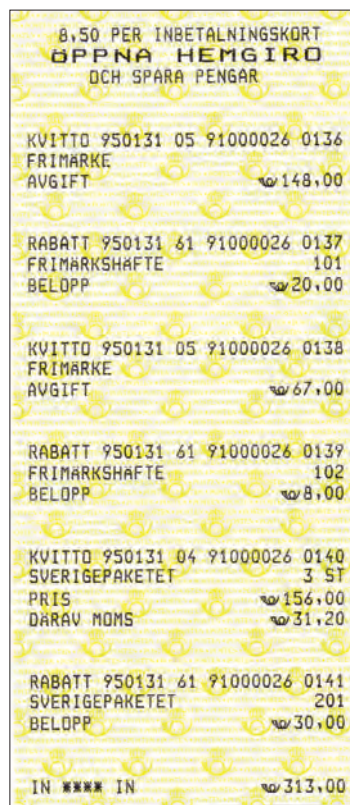 8,50 PER INBETALNINGSKORT
ÖPPNA HEMGIRO
OCH SPARA PENGAR
KVITTO 950131 05 91000026 0136
FRIMÄRKE
AVGIFT 148,00
RABATT 950131 61 91000026 0137
FRIMÄRKSHÄFTE 101
BELOPP 20,00
KVITTO 950131 05 91000026 0138
FRIMÄRKE
AVGIFT 67,00
RABATT 950131 61 91000026 0139
FRIMÄRKSHÄFTE 102
BELOPP 8,00
KVITTO 950131 04 91000026 0140
SVERIGEPAKETET 3 ST
PRIS 156,00
DÄRAV MOMS 31,20
RABATT 950131 61 91000026 0141
SVERIGEPAKETET 201
BELOPP 30,00
IN **** IN 313,00